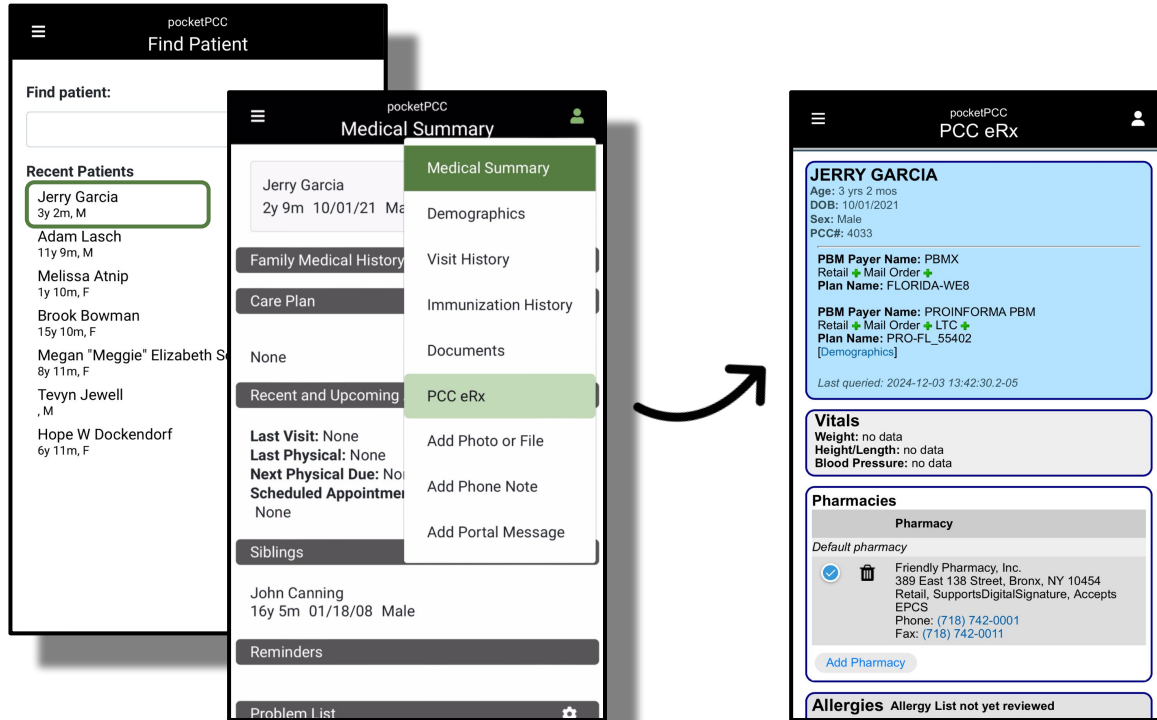 pocketPCC
Find Patient
Find patient:
Recent Patients
Jerry Garcia
3y 2m, M
Adam Lasch
11y 9m, M
Melissa Atnip
1y 10m, F
Brook Bowman
15y 10m, F
Megan "Meggie" Elizabeth
8y 11m, F
Tevyn Jewell
, M
Hope W Dockendorf
6y 11m, F
pocketPCC
Medical Summary
Jerry Garcia
2y 9m 10/01/21 Ma
Family Medical History
Care Plan
None
Recent and Upcoming
Last Visit: None
Last Physical: None
Next Physical Due: No
Scheduled Appointme
None
Siblings
John Canning
16y 5m 01/18/08 Male
Reminders
Problem List
Medical Summary
Demographics
Visit History
Immunization History
Documents
PCC eRx
Add Photo or File
Add Phone Note
Add Portal Message
pocketPCC
PCC eRx
JERRY GARCIA
Age: 3 yrs 2 mos
DOB: 10/01/2021
Sex: Male
PCC#: 4033
PBM Payer Name: PBMX
Retail + Mail Order +
Plan Name: FLORIDA-WE8
PBM Payer Name: PROINFORMA PBM
Retail + Mail Order + LTC +
Plan Name: PRO-FL_55402
[Demographics]
Last queried: 2024-12-03 13:42:30.2-05
Vitals
Weight: no data
Height/Length: no data
Blood Pressure: no data
Pharmacies
Pharmacy
Default pharmacy
Friendly Pharmacy, Inc.
389 East 138 Street, Bronx, NY 10454
Retail, SupportsDigitalSignature, Accepts
EPCS
Phone: (718) 742-0001
Fax: (718) 742-0011
Add Pharmacy
Allergies Allergy List not yet reviewed